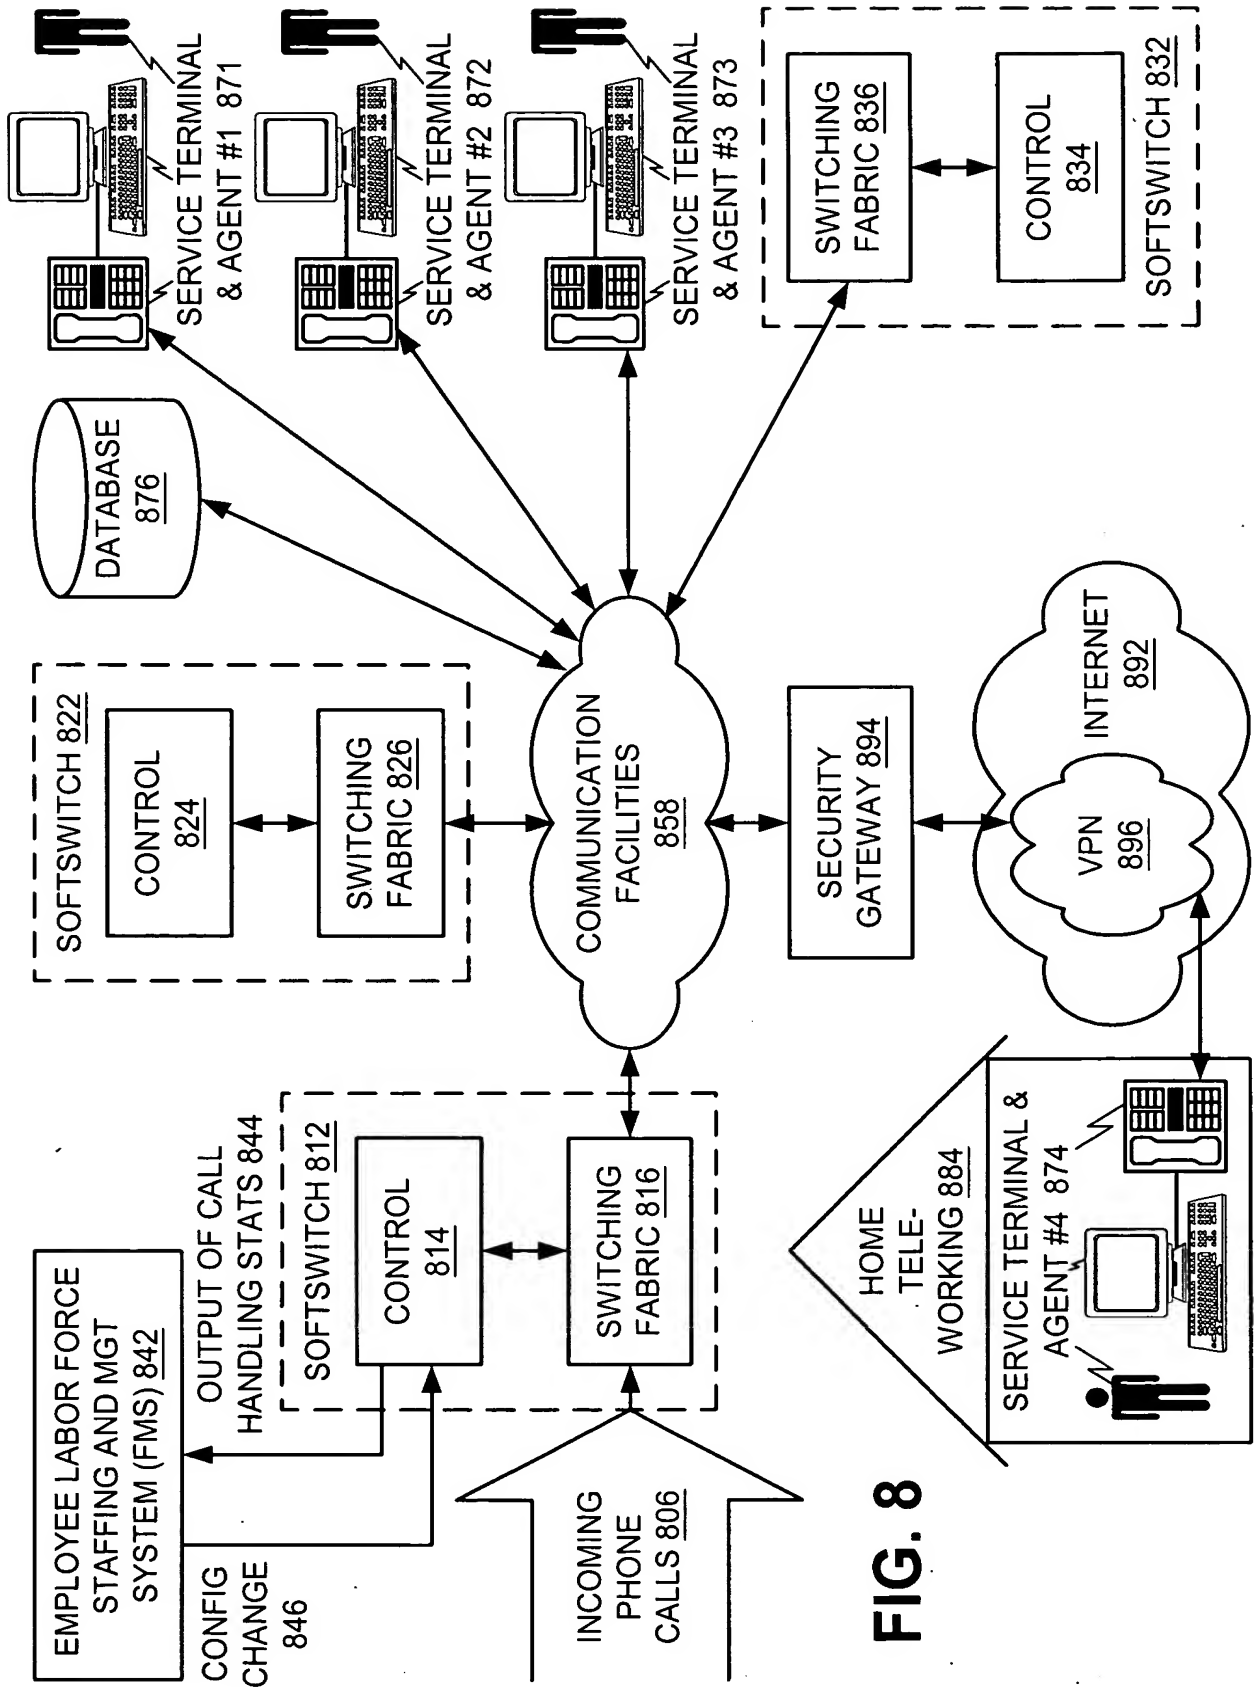 EMPLOYEE LABOR FORCE
STAFFING AND MGT
SYSTEM (FMS) 842
CONFIG
CHANGE
846
OUTPUT OF CALL
HANDLING STATS 844
SOFTSWITCH 812
CONTROL
814
SWITCHING
FABRIC 816
INCOMING
PHONE
CALLS 806
SOFTSWITCH 822
CONTROL
824
SWITCHING
FABRIC 826
DATABASE
876
COMMUNICATION
FACILITIES
858
SERVICE TERMINAL
& AGENT #1 871
SERVICE TERMINAL
& AGENT #2 872
SERVICE TERMINAL
& AGENT #3 873
SWITCHING
FABRIC 836
CONTROL
834
SOFTSWITCH 832
SECURITY
GATEWAY 894
INTERNET
892
VPN
896
HOME
TELE-
WORKING 884
SERVICE TERMINAL &
AGENT #4 874
FIG. 8